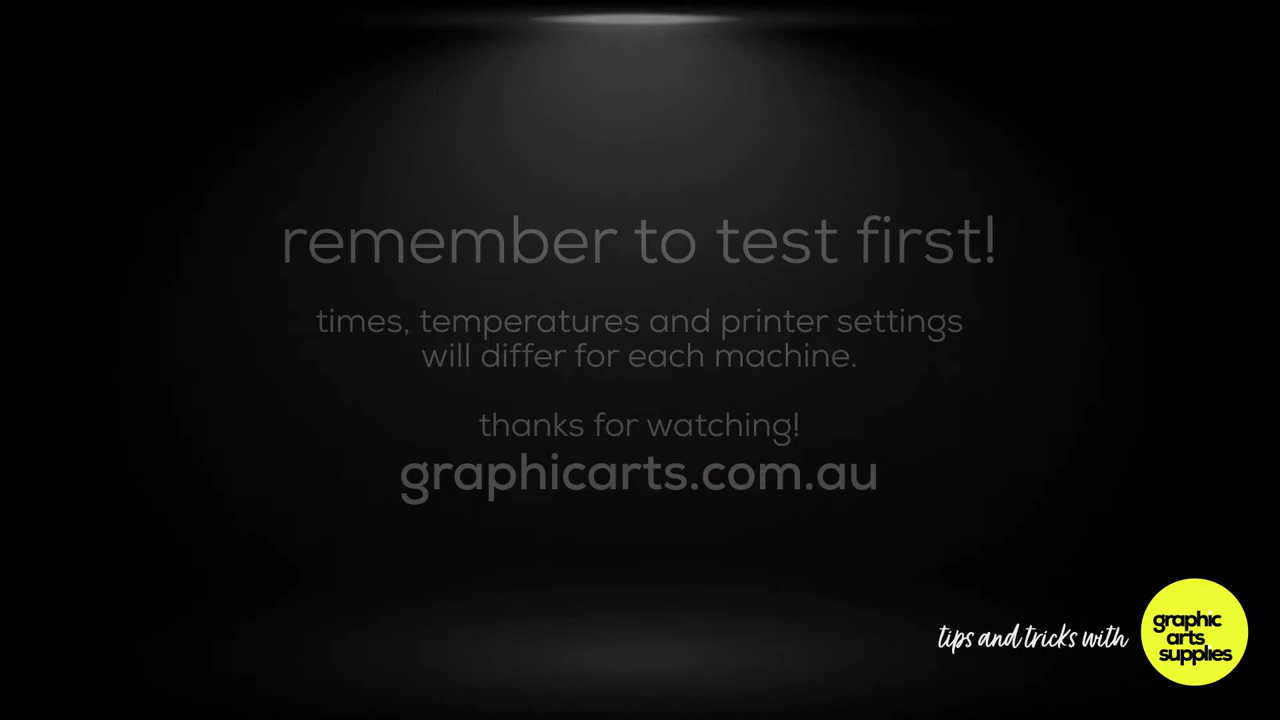 remember to test first!
times, temperatures and printer settings
will differ for each machine.
thanks for watching!
graphicarts.com.au
tips and tricks with
graphic
arts
supplies